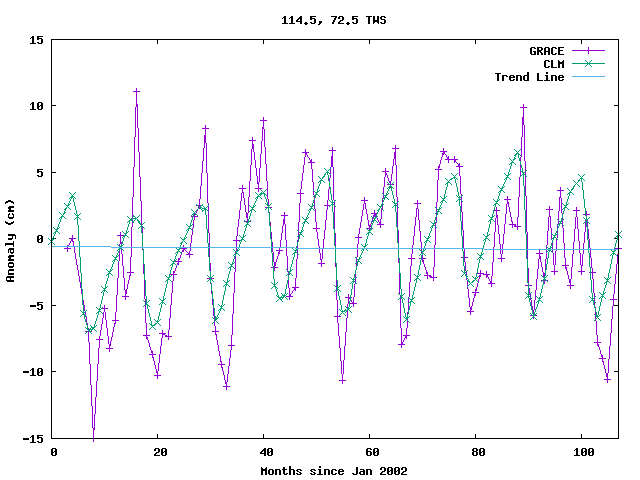 114.5, 72.5 TWS
15
GRACE
CLM
Trend Line
10
5
0
-5
-10
-15
Anomaly (cm)
0 20 40 60 80 100
Months since Jan 2002